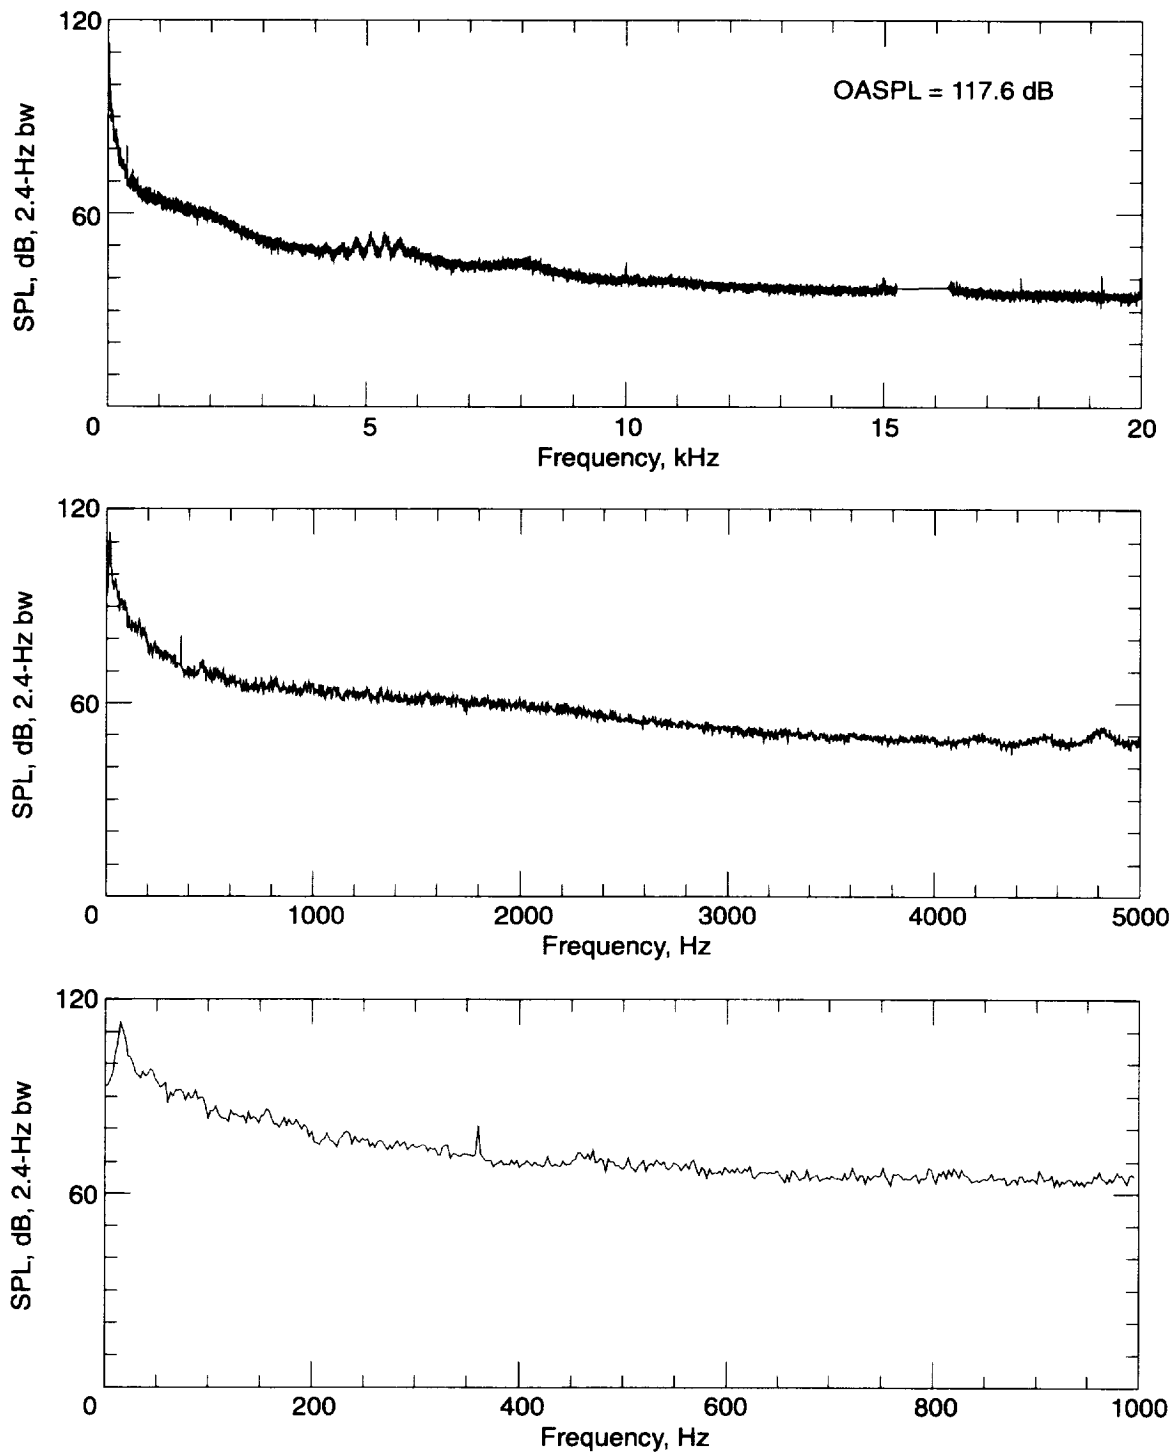 120
OASPL = 117.6 dB
SPL, dB, 2.4-Hz bw
60
0 5 10 15 20
Frequency, kHz
120
SPL, dB, 2.4-Hz bw
60
0 1000 2000 3000 4000 5000
Frequency, Hz
120
SPL, dB, 2.4-Hz bw
60
0 200 400 600 800 1000
Frequency, Hz